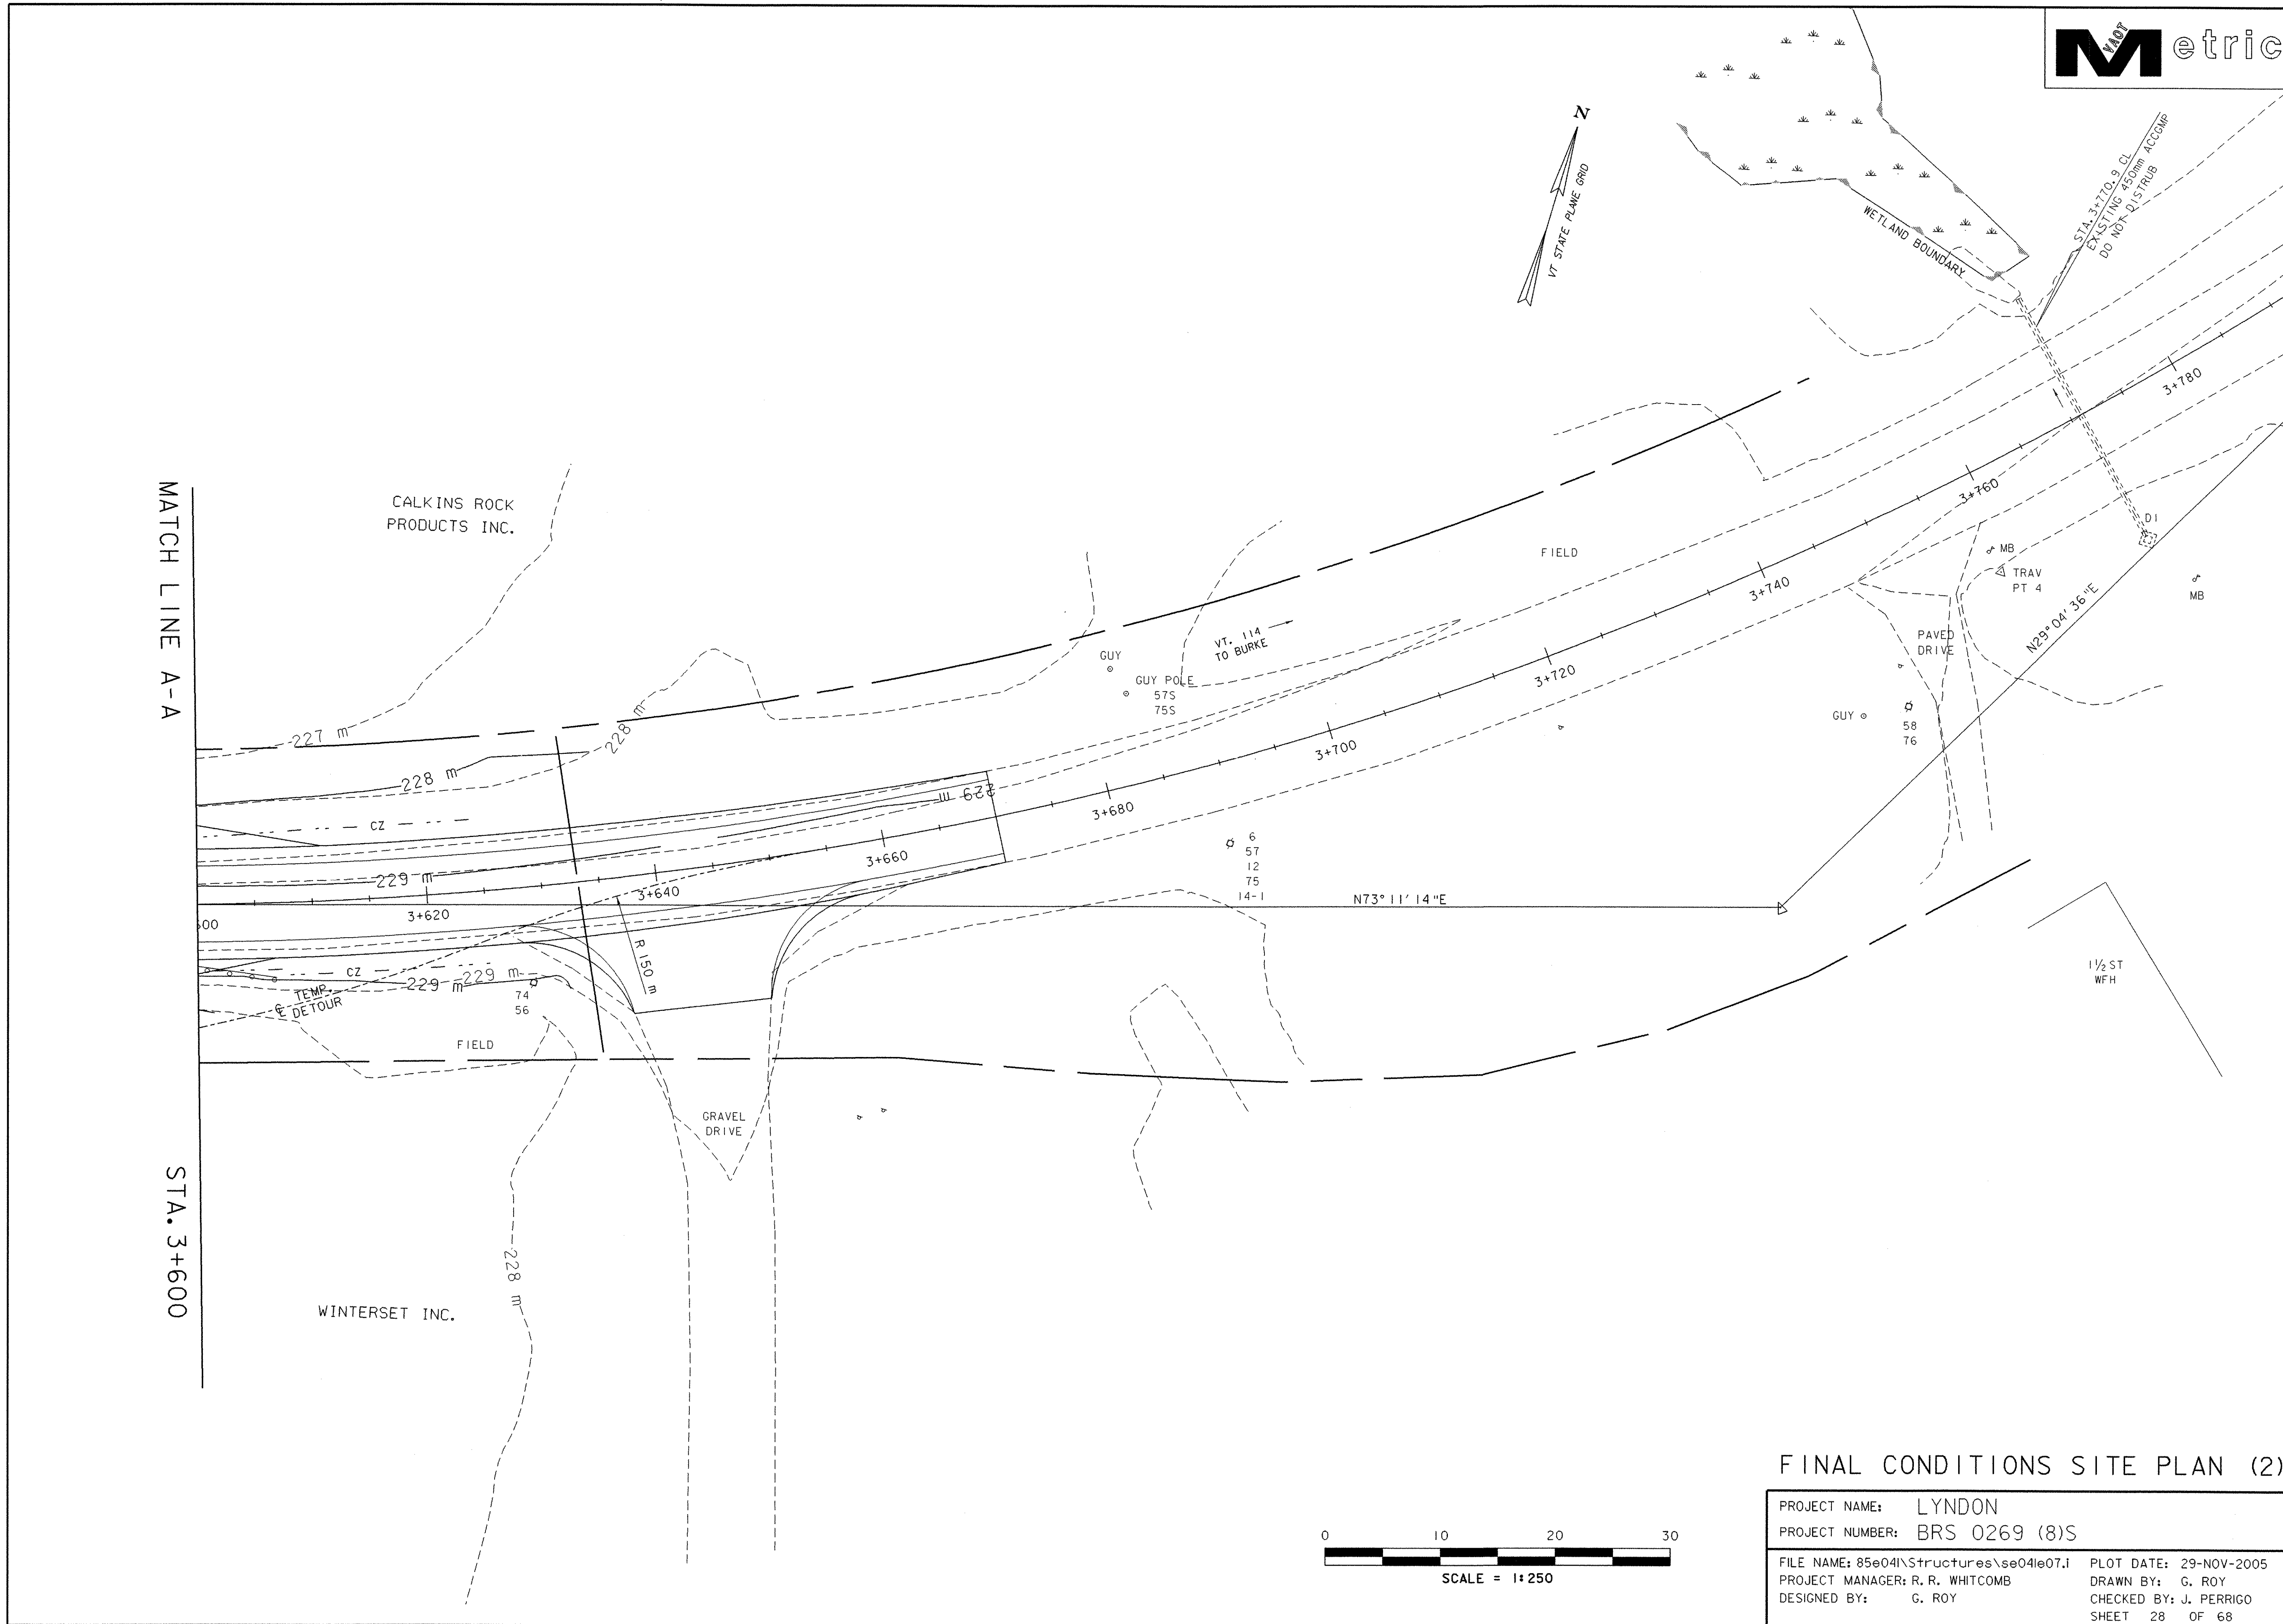 VAOT
Metric
N
VT STATE PLANE GRID
WETLAND BOUNDARY
STA. 3+770.9 CL
EXISTING 450mm ACCGMP
DO NOT DISTRUB
3+780
3+760
3+740
3+720
3+700
3+680
3+660
3+640
3+620
600
MATCH LINE A-A
STA. 3+600
CALKINS ROCK
PRODUCTS INC.
FIELD
DI
MB
TRAV
PT 4
MB
N29°04'36"E
PAVED
DRIVE
VT. 114
TO BURKE
GUY
GUY POLE
57S
75S
GUY
58
76
227 m
228 m
228 m
229 m
CZ
229 m
6
57
12
75
14-1
N73°11'14"E
R 150 m
CZ
229 m
229 m
74
56
TEMP.
℄ DETOUR
FIELD
1½ ST
WFH
GRAVEL
DRIVE
228 m
WINTERSET INC.
0 10 20 30
SCALE = 1:250
FINAL CONDITIONS SITE PLAN (2)
PROJECT NAME: LYNDON
PROJECT NUMBER: BRS 0269 (8)S
FILE NAME: 85e041\Structures\se041e07.i PLOT DATE: 29-NOV-2005
PROJECT MANAGER: R. R. WHITCOMB DRAWN BY: G. ROY
DESIGNED BY: G. ROY CHECKED BY: J. PERRIGO
SHEET 28 OF 68